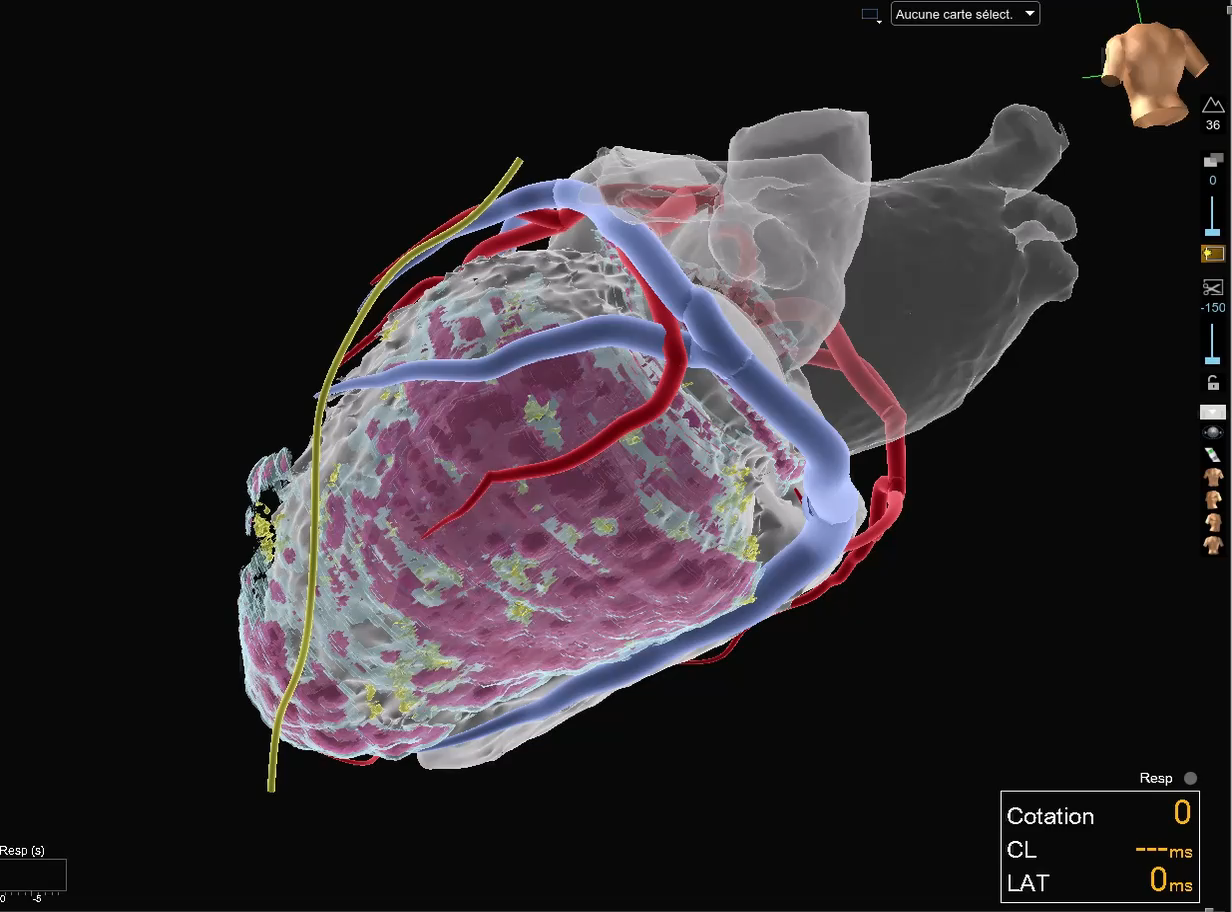 Aucune carte sélect.
36
0
-150
Resp
Cotation 0
CL ---ms
LAT 0ms
Resp (s)
0 -5